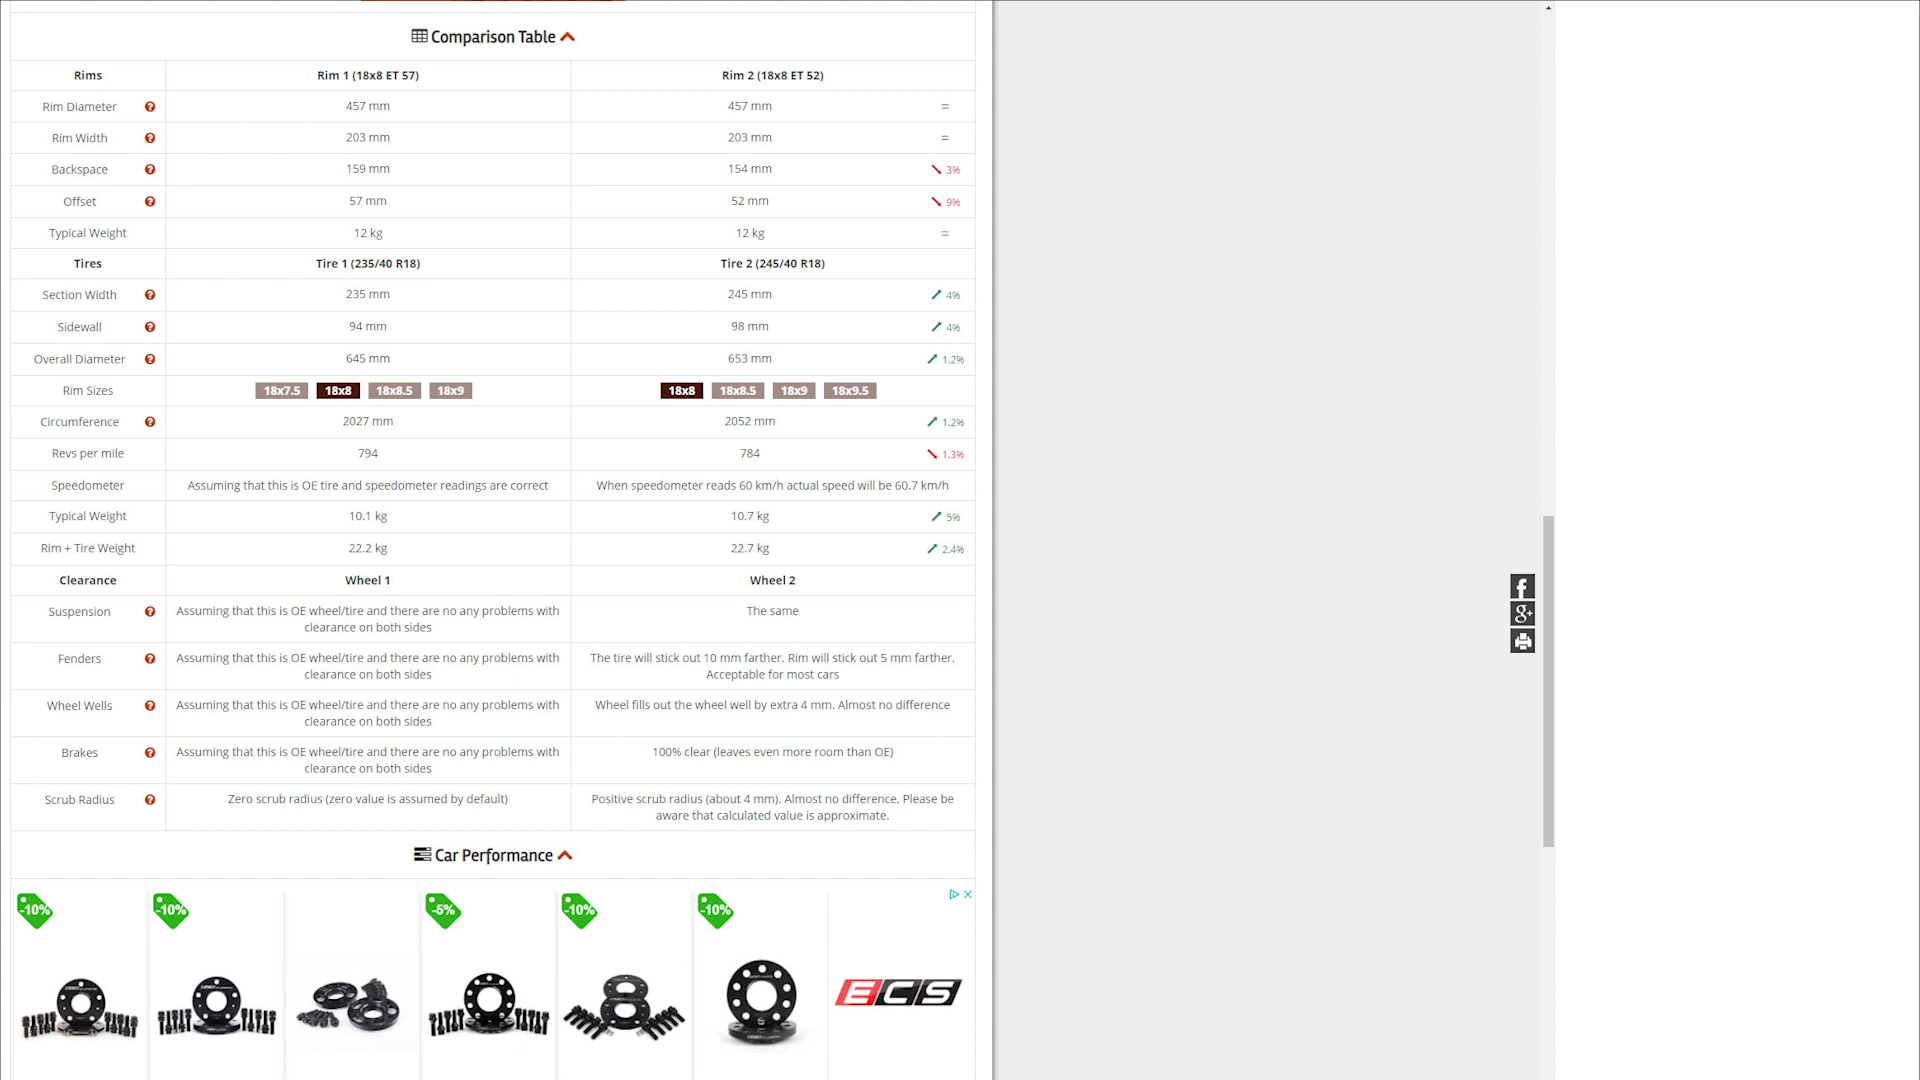 Comparison Table
Rims Rim 1 (18x8 ET 57) Rim 2 (18x8 ET 52)
Rim Diameter 457 mm 457 mm =
Rim Width 203 mm 203 mm =
Backspace 159 mm 154 mm 3%
Offset 57 mm 52 mm 9%
Typical Weight 12 kg 12 kg =
Tires Tire 1 (235/40 R18) Tire 2 (245/40 R18)
Section Width 235 mm 245 mm 4%
Sidewall 94 mm 98 mm 4%
Overall Diameter 645 mm 653 mm 1.2%
Rim Sizes 18x7.5 18x8 18x8.5 18x9 18x8 18x8.5 18x9 18x9.5
Circumference 2027 mm 2052 mm 1.2%
Revs per mile 794 784 1.3%
Speedometer Assuming that this is OE tire and speedometer readings are correct When speedometer reads 60 km/h actual speed will be 60.7 km/h
Typical Weight 10.1 kg 10.7 kg 5%
Rim + Tire Weight 22.2 kg 22.7 kg 2.4%
Clearance Wheel 1 Wheel 2
Suspension Assuming that this is OE wheel/tire and there are no any problems with The same
clearance on both sides
Fenders Assuming that this is OE wheel/tire and there are no any problems with The tire will stick out 10 mm farther. Rim will stick out 5 mm farther.
clearance on both sides Acceptable for most cars
Wheel Wells Assuming that this is OE wheel/tire and there are no any problems with Wheel fills out the wheel well by extra 4 mm. Almost no difference
clearance on both sides
Brakes Assuming that this is OE wheel/tire and there are no any problems with 100% clear (leaves even more room than OE)
clearance on both sides
Scrub Radius Zero scrub radius (zero value is assumed by default) Positive scrub radius (about 4 mm). Almost no difference. Please be
aware that calculated value is approximate.
Car Performance
-10% -10% -5% -10% -10%
ECS